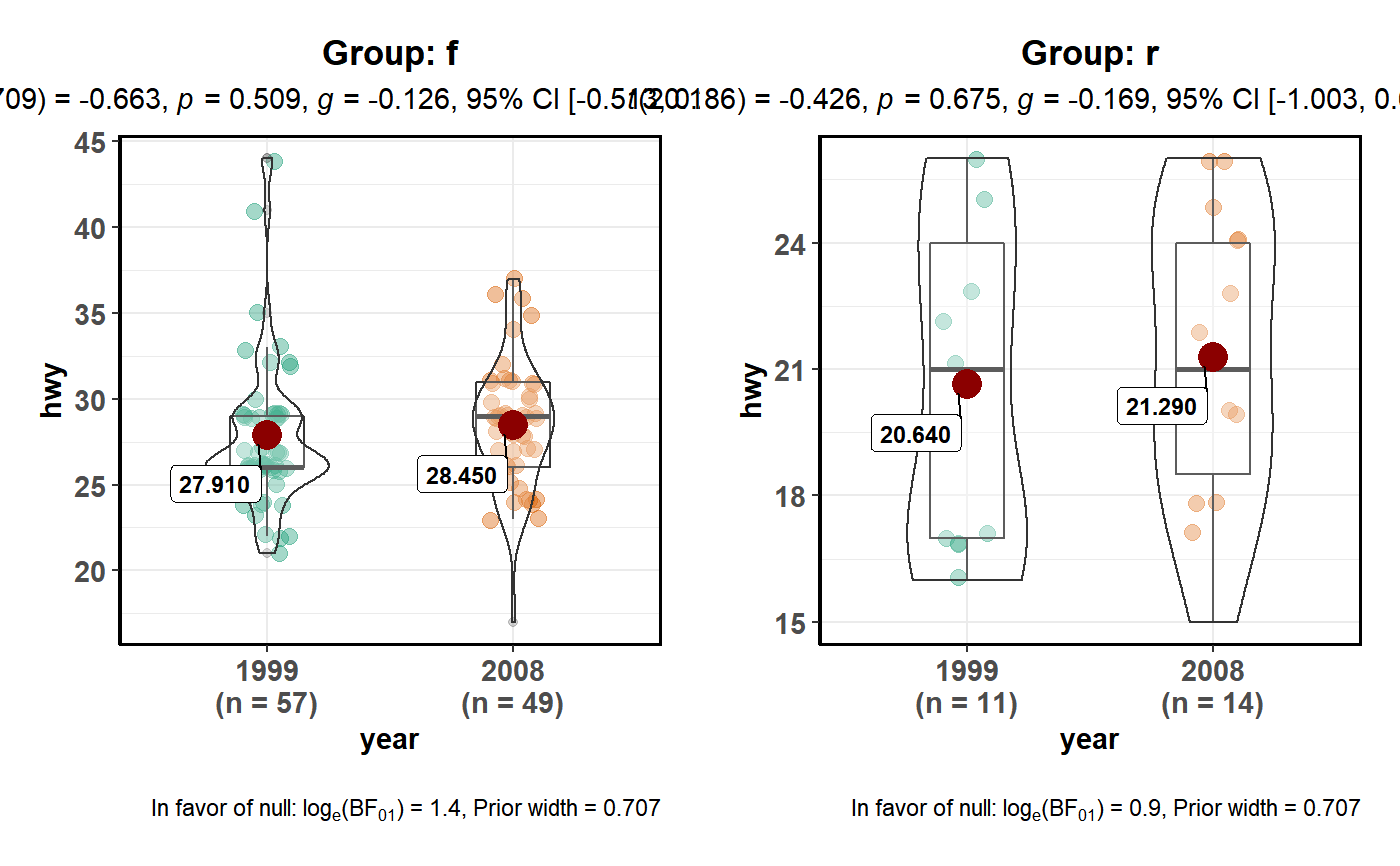 Group: f
709) = -0.663, p = 0.509, g = -0.126, 95% CI [-0.5
45
40
35
30
25
20
hwy
27.910
28.450
1999
(n = 57)
2008
(n = 49)
year
In favor of null: logₑ(BF₀₁) = 1.4, Prior width = 0.707
Group: r
186) = -0.426, p = 0.675, g = -0.169, 95% CI [-1.003, 0.
24
21
18
15
hwy
20.640
21.290
1999
(n = 11)
2008
(n = 14)
year
In favor of null: logₑ(BF₀₁) = 0.9, Prior width = 0.707